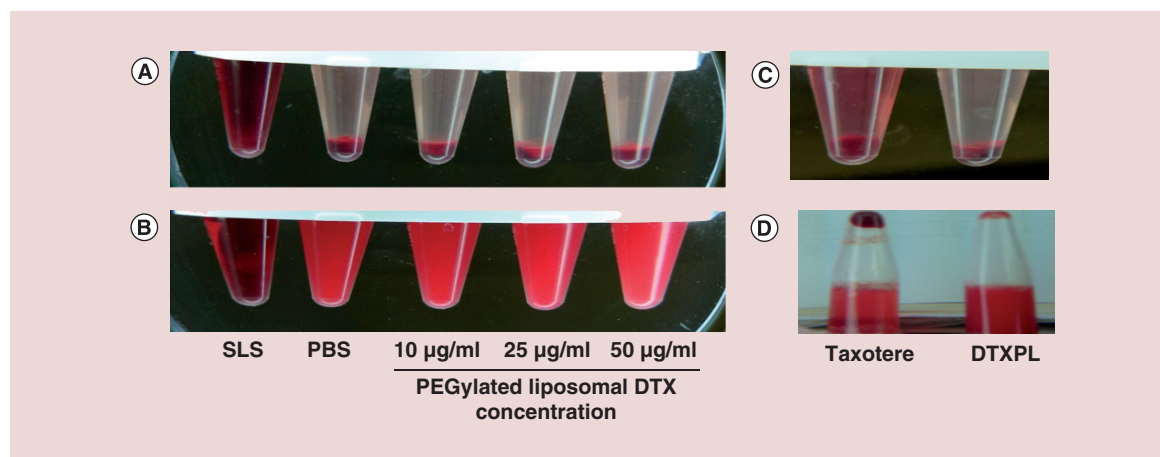 A
B
C
D
SLS PBS 10 µg/ml 25 µg/ml 50 µg/ml
PEGylated liposomal DTX
concentration
Taxotere DTXPL